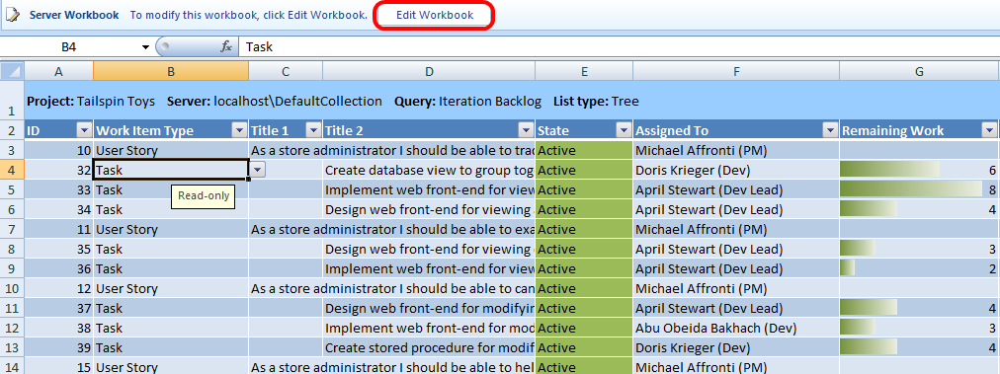 Server Workbook To modify this workbook, click Edit Workbook. Edit Workbook
B4 fx Task
A B C D E F G
1 Project: Tailspin Toys Server: localhost\DefaultCollection Query: Iteration Backlog List type: Tree
2 ID Work Item Type Title 1 Title 2 State Assigned To Remaining Work
3 10 User Story As a store administrator I should be able to trac Active Michael Affronti (PM)
4 32 Task Create database view to group tog Active Doris Krieger (Dev) 6
5 33 Task Implement web front-end for view Active April Stewart (Dev Lead) 8
Read-only
6 34 Task Design web front-end for viewing Active April Stewart (Dev Lead) 4
7 11 User Story As a store administrator I should be able to exa Active Michael Affronti (PM)
8 35 Task Design web front-end for viewing Active April Stewart (Dev Lead) 3
9 36 Task Implement web front-end for view Active April Stewart (Dev Lead) 2
10 12 User Story As a store administrator I should be able to can Active Michael Affronti (PM)
11 37 Task Design web front-end for modifyin Active April Stewart (Dev Lead) 4
12 38 Task Implement web front-end for mod Active Abu Obeida Bakhach (Dev) 3
13 39 Task Create stored procedure for modif Active Doris Krieger (Dev) 4
14 15 User Story As a store administrator I should be able to hel Active Michael Affronti (PM)